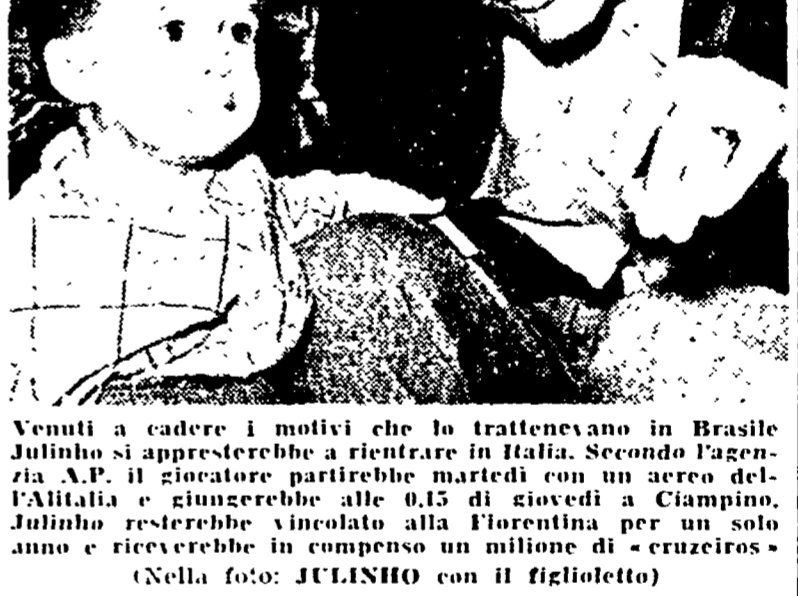 Venuti a cadere i motivi che lo trattenevano in Brasile
Julinho si appresterebbe a rientrare in Italia. Secondo l'agen-
zia A.P. il giocatore partirebbe martedì con un aereo del-
l'Alitalia e giungerebbe alle 0,15 di giovedì a Ciampino.
Julinho resterebbe vincolato alla Fiorentina per un solo
anno e riceverebbe in compenso un milione di « cruzeiros »
(Nella foto: JULINHO con il figlioletto)